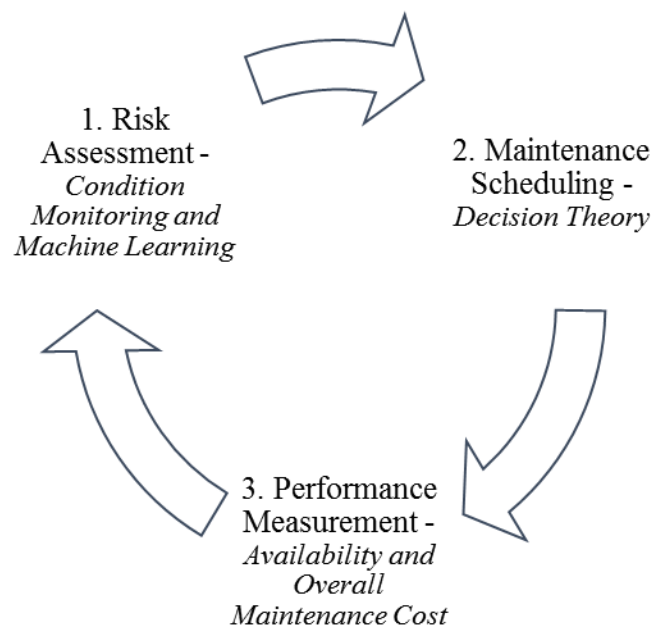 1. Risk
Assessment -
Condition
Monitoring and
Machine Learning
2. Maintenance
Scheduling -
Decision Theory
3. Performance
Measurement -
Availability and
Overall
Maintenance Cost